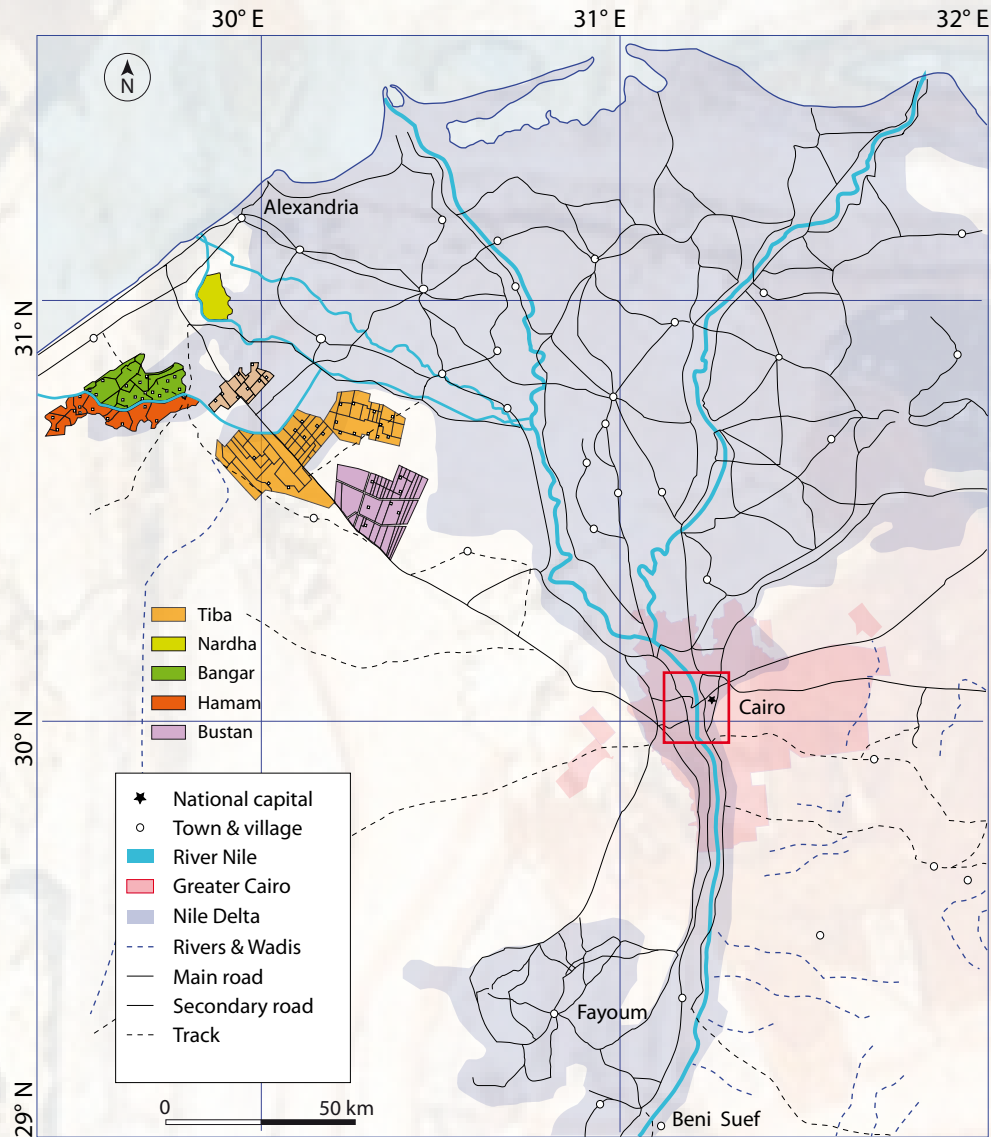 30° E
31° E
32° E
N
Alexandria
31° N
Tiba
Nardha
Bangar
Hamam
Bustan
30° N
Cairo
National capital
Town & village
River Nile
Greater Cairo
Nile Delta
Rivers & Wadis
Main road
Secondary road
Track
Fayoum
29° N
0
50 km
Beni Suef